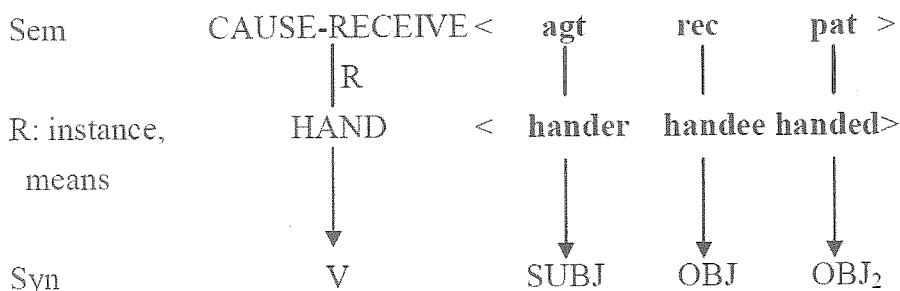 Sem CAUSE-RECEIVE < agt rec pat >
R
R: instance, HAND < hander handee handed>
means
Syn V SUBJ OBJ OBJ₂